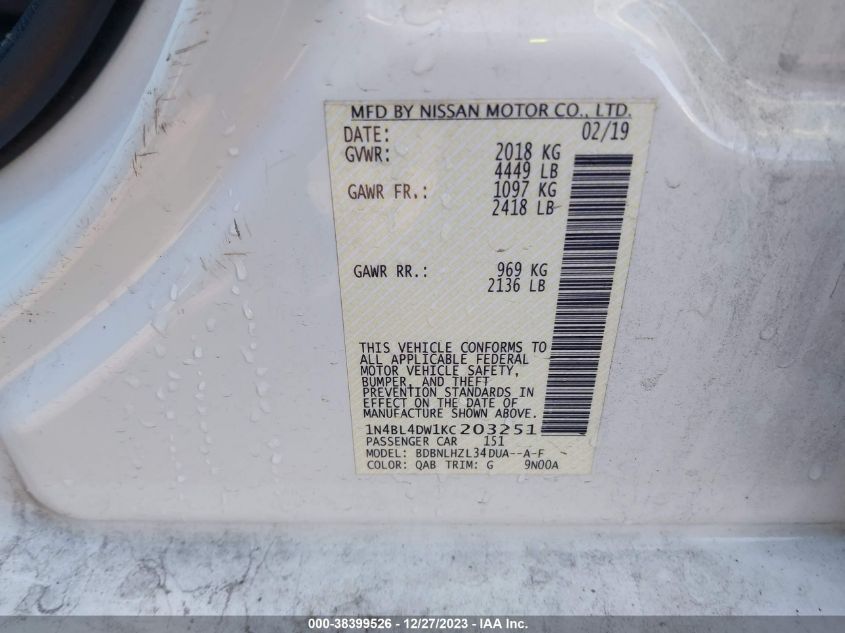 MFD BY NISSAN MOTOR CO., LTD.
DATE: 02/19
GVWR: 2018 KG
4449 LB
GAWR FR.: 1097 KG
2418 LB
GAWR RR.: 969 KG
2136 LB
THIS VEHICLE CONFORMS TO
ALL APPLICABLE FEDERAL
MOTOR VEHICLE SAFETY,
BUMPER, AND THEFT
PREVENTION STANDARDS IN
EFFECT ON THE DATE OF
MANUFACTURE SHOWN ABOVE.
1N4BL4DW1KC203251
PASSENGER CAR 151
MODEL: BDBNLHZL34DUA--A-F
COLOR: QAB TRIM: G 9N00A
000-38399526 - 12/27/2023 - IAA Inc.